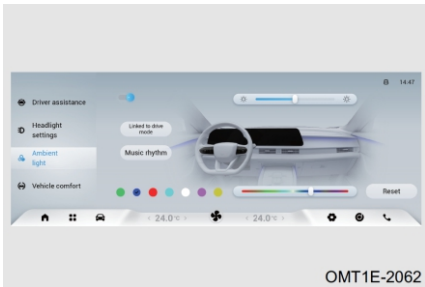 14:47
Driver assistance
Headlight
settings
Linked to drive
mode
Ambient
light
Music rhythm
Vehicle comfort
Reset
< 24.0 °C >
< 24.0 °C >
OMT1E-2062